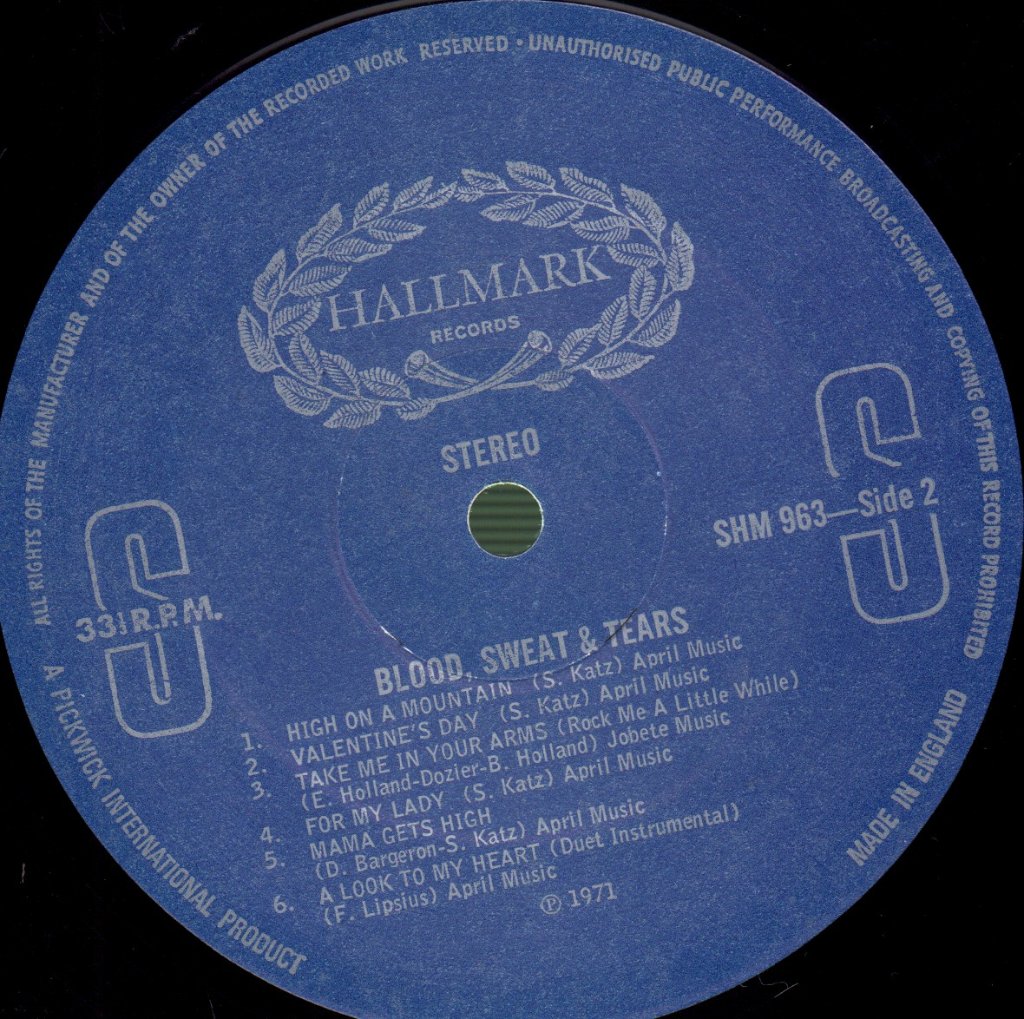 ALL RIGHTS OF THE MANUFACTURER AND OF THE OWNER OF THE RECORDED WORK RESERVED · UNAUTHORISED PUBLIC PERFORMANCE BROADCASTING AND COPYING OF THIS RECORD PROHIBITED
HALLMARK
RECORDS
STEREO
S
SHM 963—Side 2
S
33⅓ R.P.M.
BLOOD, SWEAT & TEARS
1. HIGH ON A MOUNTAIN (S. Katz) April Music
2. VALENTINE'S DAY (S. Katz) April Music
3. TAKE ME IN YOUR ARMS (Rock Me A Little While)
(E. Holland-Dozier-B. Holland) Jobete Music
4. FOR MY LADY (S. Katz) April Music
5. MAMA GETS HIGH
(D. Bargeron-S. Katz) April Music
6. A LOOK TO MY HEART (Duet Instrumental)
(F. Lipsius) April Music
℗ 1971
A PICKWICK INTERNATIONAL PRODUCT
MADE IN ENGLAND